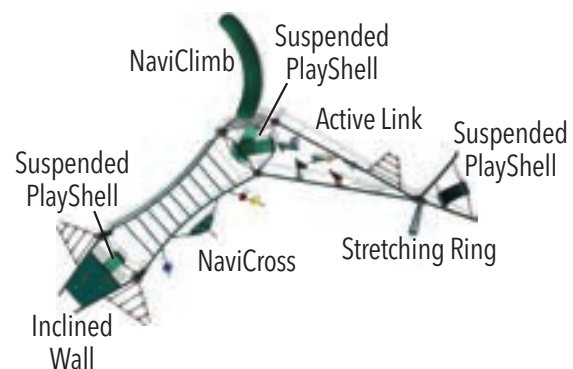 NaviClimb
Suspended
PlayShell
Active Link
Suspended
PlayShell
Suspended
PlayShell
Stretching Ring
NaviCross
Inclined
Wall